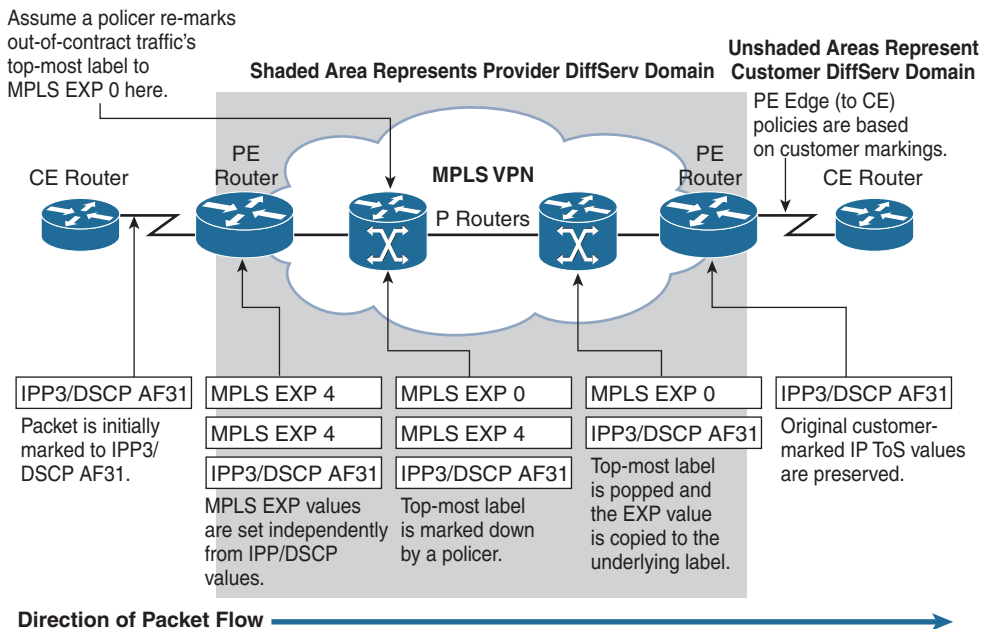 Assume a policer re-marks
out-of-contract traffic's
top-most label to
MPLS EXP 0 here.
Shaded Area Represents Provider DiffServ Domain
Unshaded Areas Represent
Customer DiffServ Domain
PE Edge (to CE)
policies are based
on customer markings.
CE Router
PE
Router
MPLS VPN
P Routers
PE
Router
CE Router
IPP3/DSCP AF31
Packet is initially
marked to IPP3/
DSCP AF31.
MPLS EXP 4
MPLS EXP 4
IPP3/DSCP AF31
MPLS EXP values
are set independently
from IPP/DSCP
values.
MPLS EXP 0
MPLS EXP 4
IPP3/DSCP AF31
Top-most label
is marked down
by a policer.
MPLS EXP 0
IPP3/DSCP AF31
Top-most label
is popped and
the EXP value
is copied to the
underlying label.
IPP3/DSCP AF31
Original customer-
marked IP ToS values
are preserved.
Direction of Packet Flow